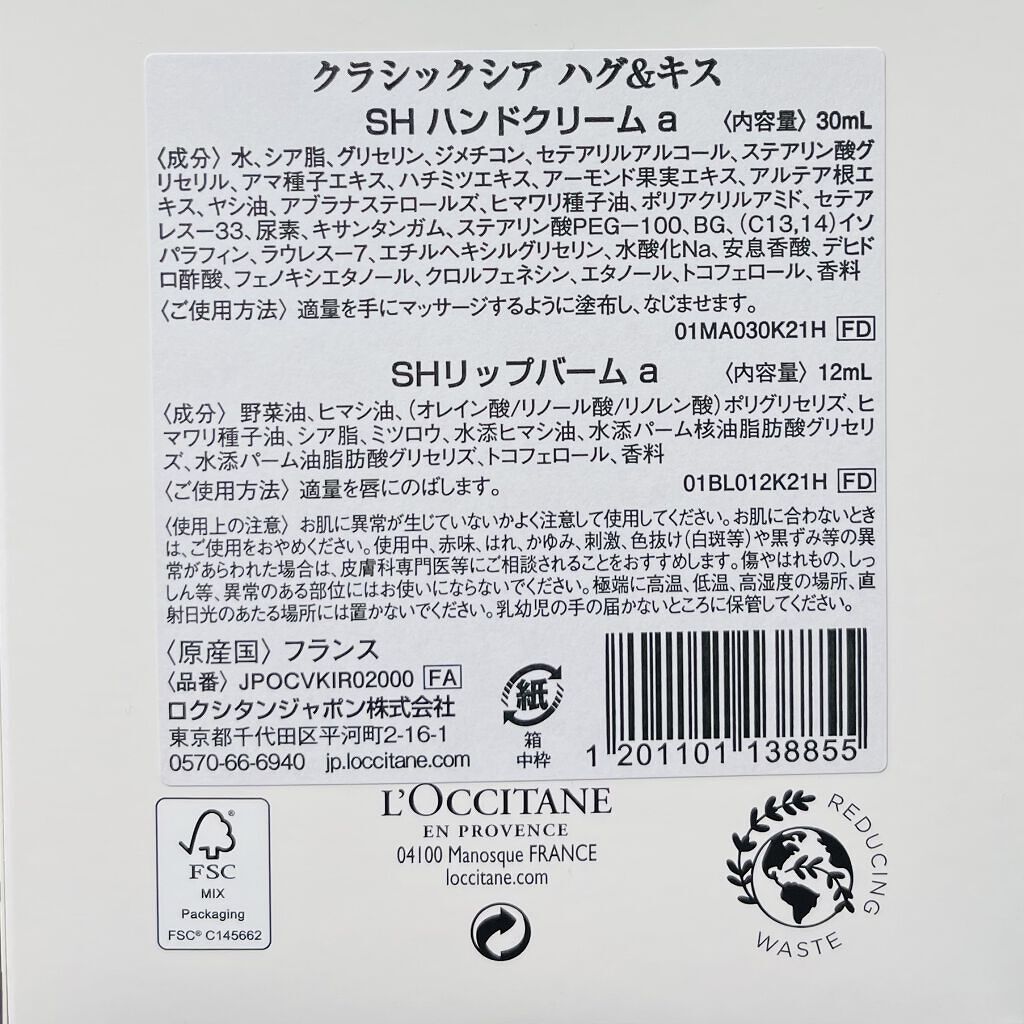 クラシックシア ハグ&キス
SH ハンドクリーム a 〈内容量〉 30mL
〈成分〉 水、シア脂、グリセリン、ジメチコン、セテアリルアルコール、ステアリン酸グ
リセリル、アマ種子エキス、ハチミツエキス、アーモンド果実エキス、アルテア根エ
キス、ヤシ油、アブラナステロールズ、ヒマワリ種子油、ポリアクリルアミド、セテア
レス－33、尿素、キサンタンガム、ステアリン酸PEG－100、BG、(C13,14)イソ
パラフィン、ラウレス－7、エチルヘキシルグリセリン、水酸化Na、安息香酸、デヒド
ロ酢酸、フェノキシエタノール、クロルフェネシン、エタノール、トコフェロール、香料
〈ご使用方法〉 適量を手にマッサージするように塗布し、なじませます。
01MA030K21H FD
SHリップバーム a 〈内容量〉 12mL
〈成分〉 野菜油、ヒマシ油、(オレイン酸/リノール酸/リノレン酸)ポリグリセリズ、ヒ
マワリ種子油、シア脂、ミツロウ、水添ヒマシ油、水添パーム核油脂肪酸グリセリ
ズ、水添パーム油脂肪酸グリセリズ、トコフェロール、香料
〈ご使用方法〉 適量を唇にのばします。
01BL012K21H FD
〈使用上の注意〉 お肌に異常が生じていないかよく注意して使用してください。お肌に合わないとき
は、ご使用をおやめください。使用中、赤味、はれ、かゆみ、刺激、色抜け(白斑等)や黒ずみ等の異
常があらわれた場合は、皮膚科専門医等にご相談されることをおすすめします。傷やはれもの、しっ
しん等、異常のある部位にはお使いにならないでください。極端に高温、低温、高湿度の場所、直
射日光のあたる場所には置かないでください。乳幼児の手の届かないところに保管してください。
〈原産国〉 フランス
〈品番〉 JPOCVKIR02000 FA
ロクシタンジャポン株式会社
東京都千代田区平河町2-16-1
0570-66-6940 jp.loccitane.com
紙
箱
中枠
1 201101 138855
FSC®
MIX
Packaging
FSC® C145662
L'OCCITANE
EN PROVENCE
04100 Manosque FRANCE
loccitane.com
REDUCING
WASTE